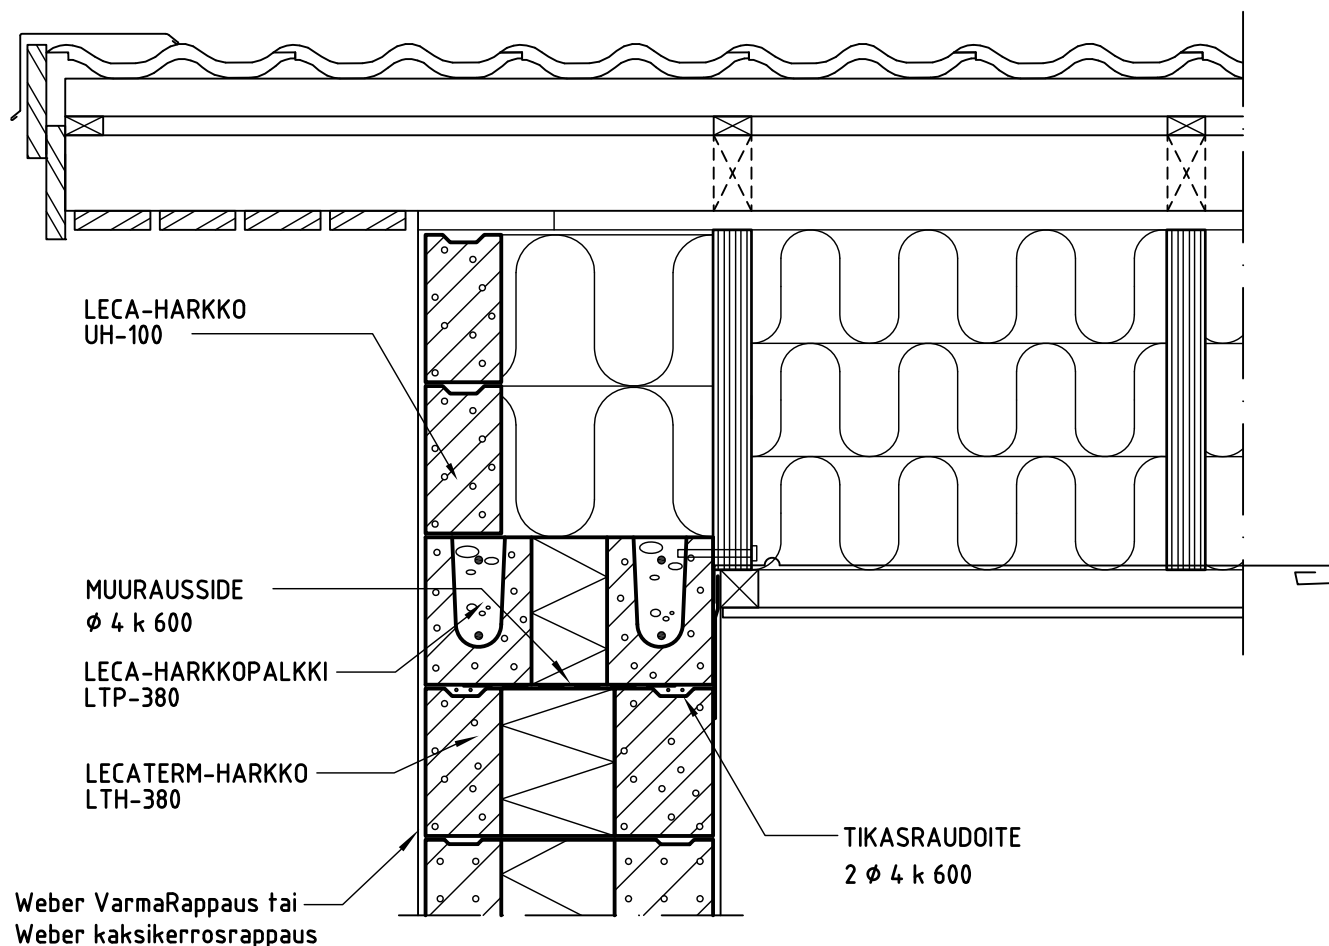 LECA-HARKKO
UH-100
MUURAUSSIDE
Ø 4 k 600
LECA-HARKKOPALKKI
LTP-380
LECATERM-HARKKO
LTH-380
TIKASRAUDOITE
2 Ø 4 k 600
Weber VarmaRappaus tai
Weber kaksikerrosrappaus